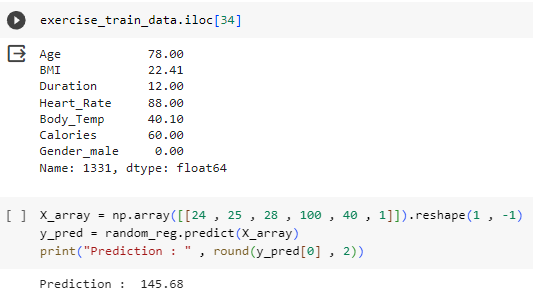 exercise_train_data.iloc[34]
Age 78.00
BMI 22.41
Duration 12.00
Heart_Rate 88.00
Body_Temp 40.10
Calories 60.00
Gender_male 0.00
Name: 1331, dtype: float64
[ ] X_array = np.array([[24 , 25 , 28 , 100 , 40 , 1]]).reshape(1 , -1)
y_pred = random_reg.predict(X_array)
print("Prediction : " , round(y_pred[0] , 2))
Prediction :  145.68